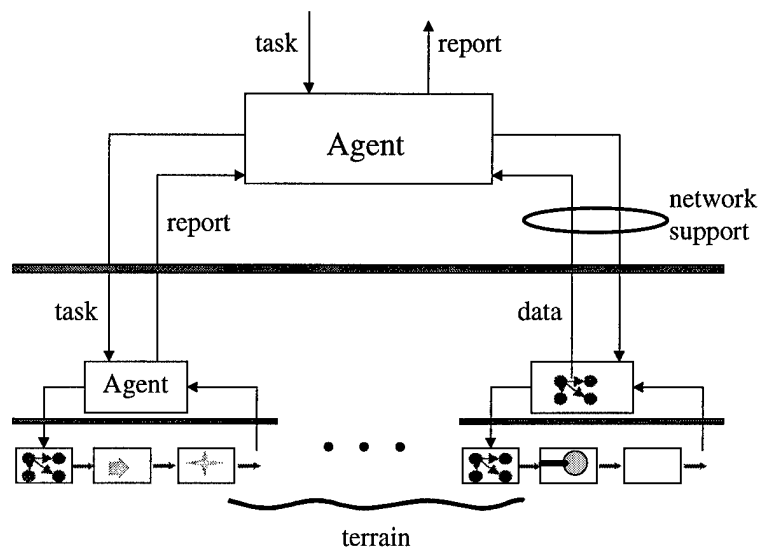 task
report
Agent
report
network
support
task
data
Agent
terrain